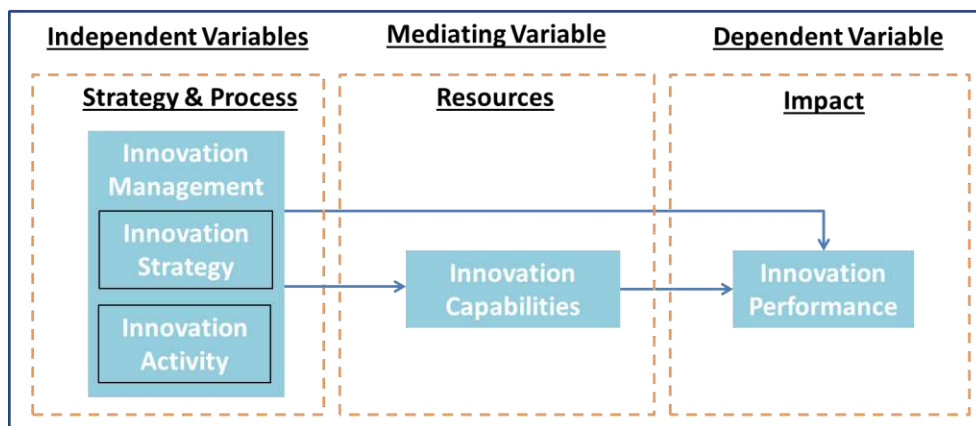 Independent Variables
Mediating Variable
Dependent Variable
Strategy & Process
Resources
Impact
Innovation
Management
Innovation
Strategy
Innovation
Activity
Innovation
Capabilities
Innovation
Performance